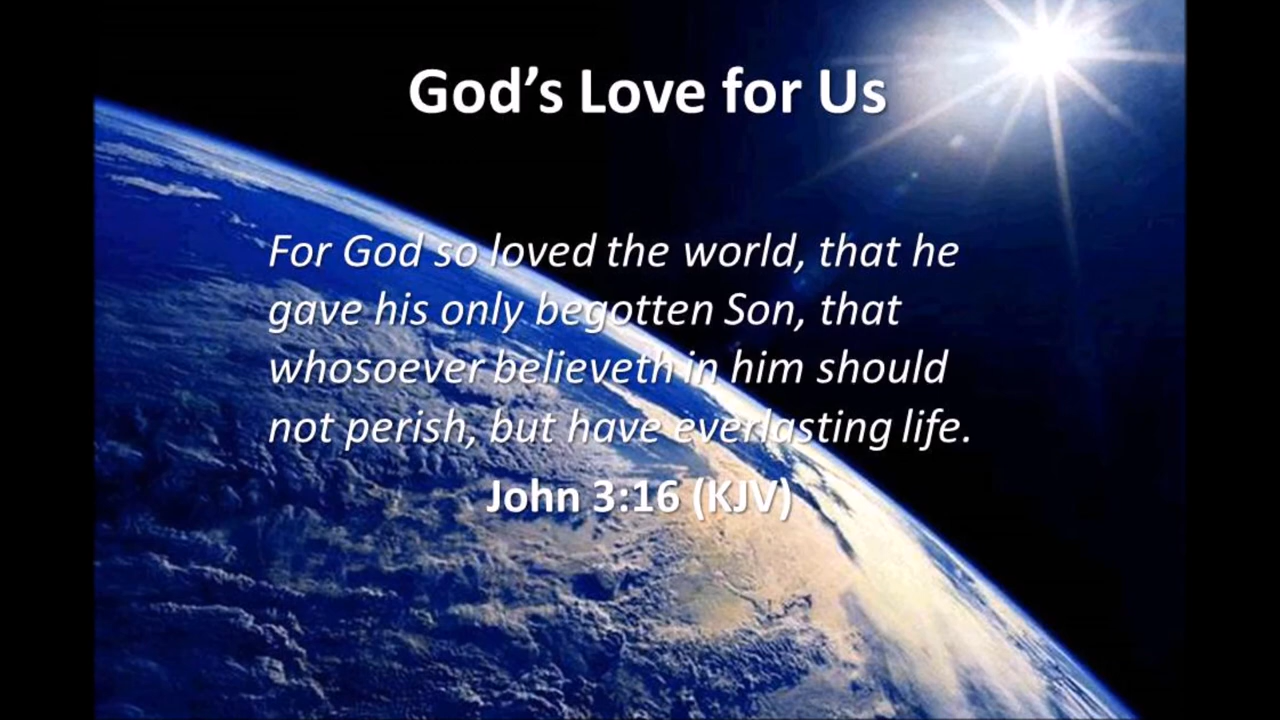 God’s Love for Us
For God so loved the world, that he
gave his only begotten Son, that
whosoever believeth in him should
not perish, but have everlasting life.
John 3:16 (KJV)